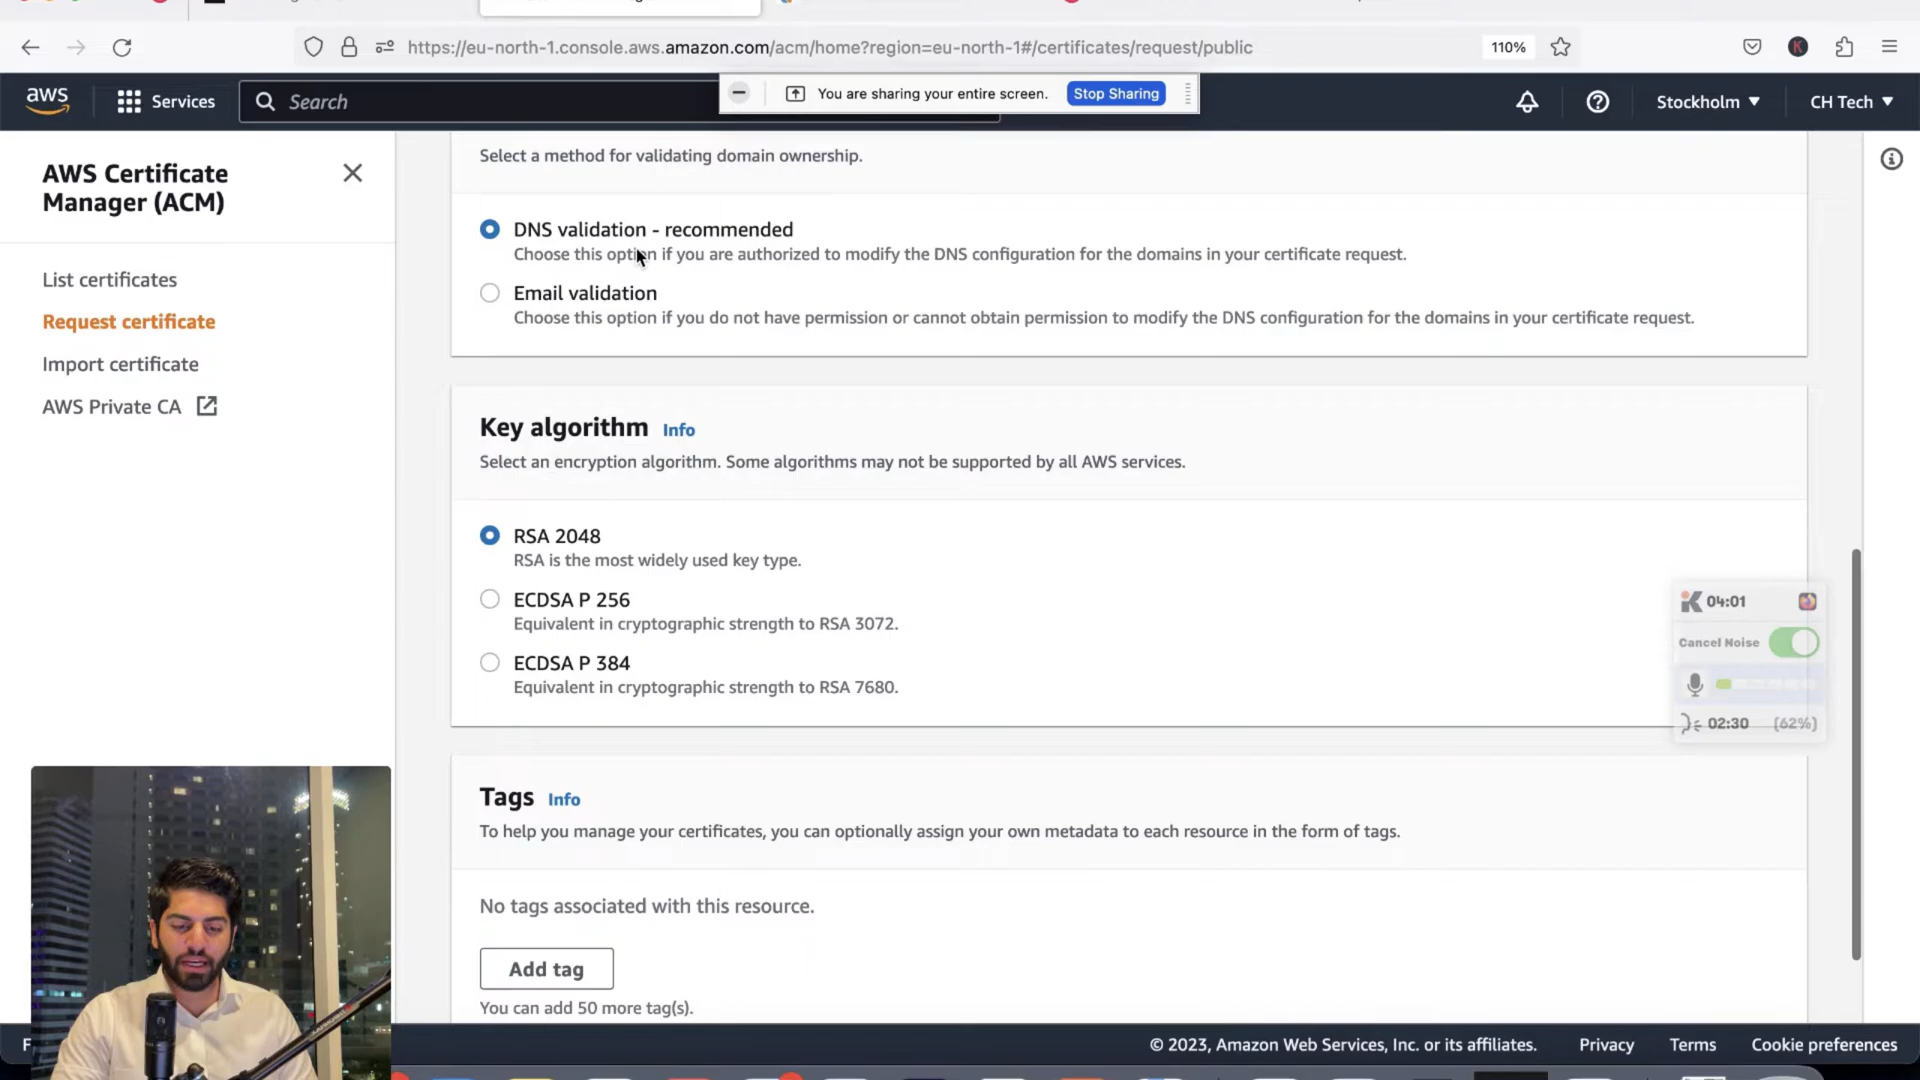 https://eu-north-1.console.aws.amazon.com/acm/home?region=eu-north-1#/certificates/request/public
110%
K
aws
Services
Search
You are sharing your entire screen.
Stop Sharing
Stockholm
CH Tech
AWS Certificate
Manager (ACM)
List certificates
Request certificate
Import certificate
AWS Private CA
Select a method for validating domain ownership.
DNS validation - recommended
Choose this option if you are authorized to modify the DNS configuration for the domains in your certificate request.
Email validation
Choose this option if you do not have permission or cannot obtain permission to modify the DNS configuration for the domains in your certificate request.
Key algorithm Info
Select an encryption algorithm. Some algorithms may not be supported by all AWS services.
RSA 2048
RSA is the most widely used key type.
ECDSA P 256
Equivalent in cryptographic strength to RSA 3072.
ECDSA P 384
Equivalent in cryptographic strength to RSA 7680.
04:01
Cancel Noise
02:30 (62%)
Tags Info
To help you manage your certificates, you can optionally assign your own metadata to each resource in the form of tags.
No tags associated with this resource.
Add tag
You can add 50 more tag(s).
© 2023, Amazon Web Services, Inc. or its affiliates.
Privacy
Terms
Cookie preferences